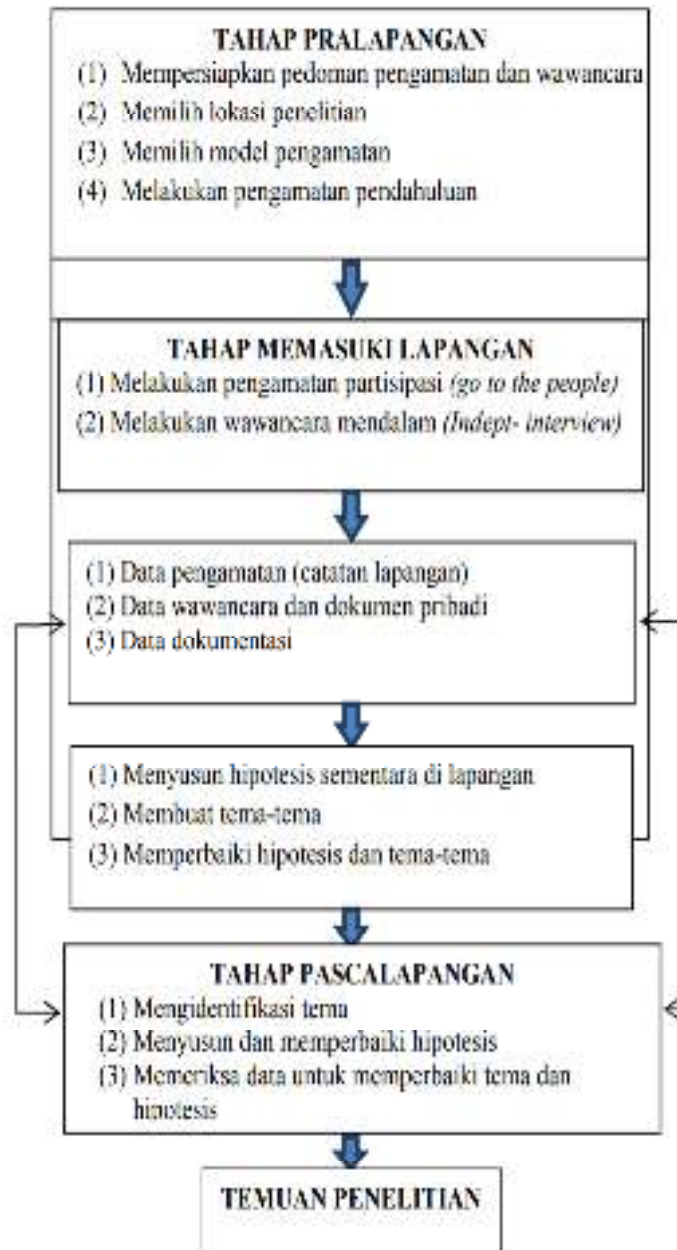 TAHAP PRALAPANGAN
(1) Mempersiapkan pedoman pengamatan dan wawancara
(2) Memilih lokasi penelitian
(3) Memilih model pengamatan
(4) Melakukan pengamatan pendahuluan
TAHAP MEMASUKI LAPANGAN
(1) Melakukan pengamatan partisipasi (go to the people)
(2) Melakukan wawancara mendalam (Indept- interview)
(1) Data pengamatan (catatan lapangan)
(2) Data wawancara dan dokumen pribadi
(3) Data dokumentasi
(1) Menyusun hipotesis sementara di lapangan
(2) Membuat tema-tema
(3) Memperbaiki hipotesis dan tema-tema
TAHAP PASCALAPANGAN
(1) Mengidentifikasi tema
(2) Menyusun dan memperbaiki hipotesis
(3) Memeriksa data untuk memperbaiki tema dan
hipotesis
TEMUAN PENELITIAN